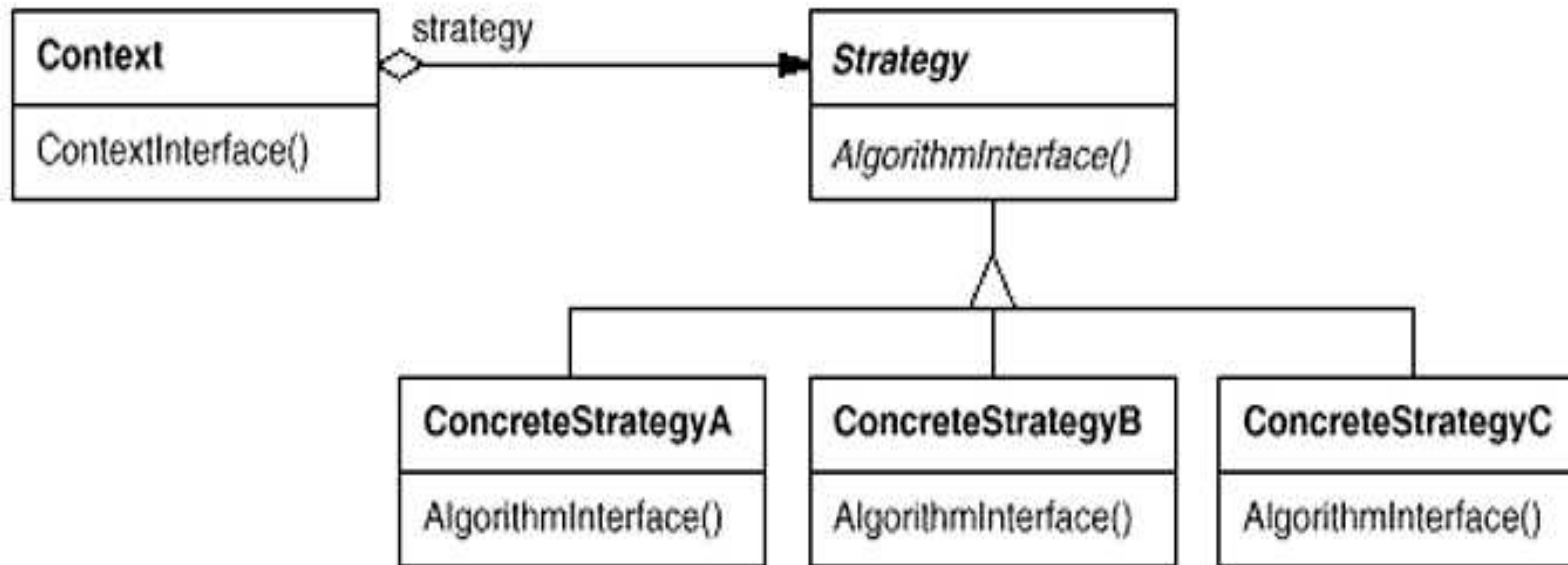 Context
ContextInterface()
strategy
Strategy
AlgorithmInterface()
ConcreteStrategyA
AlgorithmInterface()
ConcreteStrategyB
AlgorithmInterface()
ConcreteStrategyC
AlgorithmInterface()